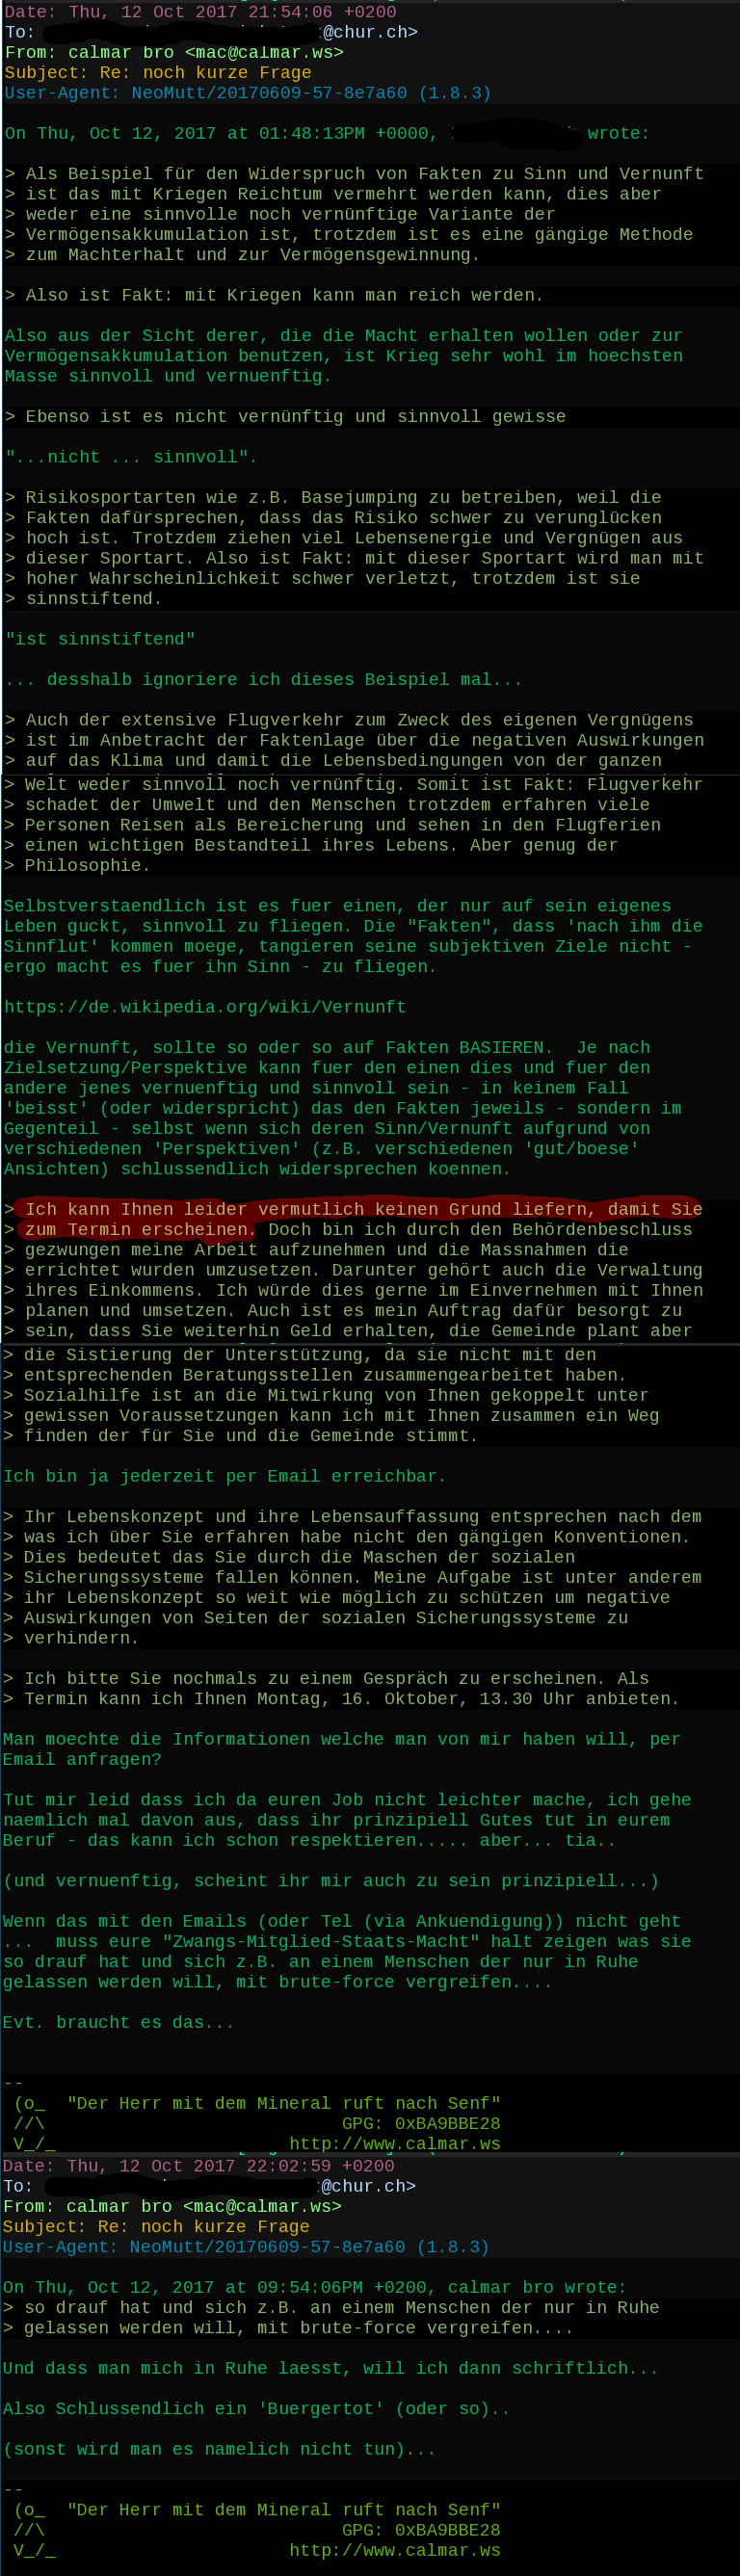 Date: Thu, 12 Oct 2017 21:54:06 +0200
To: @chur.ch>
From: calmar bro <mac@calmar.ws>
Subject: Re: noch kurze Frage
User-Agent: NeoMutt/20170609-57-8e7a60 (1.8.3)
On Thu, Oct 12, 2017 at 01:48:13PM +0000, wrote:
> Als Beispiel für den Widerspruch von Fakten zu Sinn und Vernunft
> ist das mit Kriegen Reichtum vermehrt werden kann, dies aber
> weder eine sinnvolle noch vernünftige Variante der
> Vermögensakkumulation ist, trotzdem ist es eine gängige Methode
> zum Machterhalt und zur Vermögensgewinnung.
> Also ist Fakt: mit Kriegen kann man reich werden.
Also aus der Sicht derer, die die Macht erhalten wollen oder zur
Vermögensakkumulation benutzen, ist Krieg sehr wohl im hoechsten
Masse sinnvoll und vernuenftig.
> Ebenso ist es nicht vernünftig und sinnvoll gewisse
"...nicht ... sinnvoll".
> Risikosportarten wie z.B. Basejumping zu betreiben, weil die
> Fakten dafürsprechen, dass das Risiko schwer zu verunglücken
> hoch ist. Trotzdem ziehen viel Lebensenergie und Vergnügen aus
> dieser Sportart. Also ist Fakt: mit dieser Sportart wird man mit
> hoher Wahrscheinlichkeit schwer verletzt, trotzdem ist sie
> sinnstiftend.
"ist sinnstiftend"
... desshalb ignoriere ich dieses Beispiel mal...
> Auch der extensive Flugverkehr zum Zweck des eigenen Vergnügens
> ist im Anbetracht der Faktenlage über die negativen Auswirkungen
> auf das Klima und damit die Lebensbedingungen von der ganzen
> Welt weder sinnvoll noch vernünftig. Somit ist Fakt: Flugverkehr
> schadet der Umwelt und den Menschen trotzdem erfahren viele
> Personen Reisen als Bereicherung und sehen in den Flugferien
> einen wichtigen Bestandteil ihres Lebens. Aber genug der
> Philosophie.
Selbstverstaendlich ist es fuer einen, der nur auf sein eigenes
Leben guckt, sinnvoll zu fliegen. Die "Fakten", dass 'nach ihm die
Sinnflut' kommen moege, tangieren seine subjektiven Ziele nicht -
ergo macht es fuer ihn Sinn - zu fliegen.
https://de.wikipedia.org/wiki/Vernunft
die Vernunft, sollte so oder so auf Fakten BASIEREN.  Je nach
Zielsetzung/Perspektive kann fuer den einen dies und fuer den
andere jenes vernuenftig und sinnvoll sein - in keinem Fall
'beisst' (oder widerspricht) das den Fakten jeweils - sondern im
Gegenteil - selbst wenn sich deren Sinn/Vernunft aufgrund von
verschiedenen 'Perspektiven' (z.B. verschiedenen 'gut/boese'
Ansichten) schlussendlich widersprechen koennen.
> Ich kann Ihnen leider vermutlich keinen Grund liefern, damit Sie
> zum Termin erscheinen. Doch bin ich durch den Behördenbeschluss
> gezwungen meine Arbeit aufzunehmen und die Massnahmen die
> errichtet wurden umzusetzen. Darunter gehört auch die Verwaltung
> ihres Einkommens. Ich würde dies gerne im Einvernehmen mit Ihnen
> planen und umsetzen. Auch ist es mein Auftrag dafür besorgt zu
> sein, dass Sie weiterhin Geld erhalten, die Gemeinde plant aber
> die Sistierung der Unterstützung, da sie nicht mit den
> entsprechenden Beratungsstellen zusammengearbeitet haben.
> Sozialhilfe ist an die Mitwirkung von Ihnen gekoppelt unter
> gewissen Voraussetzungen kann ich mit Ihnen zusammen ein Weg
> finden der für Sie und die Gemeinde stimmt.
Ich bin ja jederzeit per Email erreichbar.
> Ihr Lebenskonzept und ihre Lebensauffassung entsprechen nach dem
> was ich über Sie erfahren habe nicht den gängigen Konventionen.
> Dies bedeutet das Sie durch die Maschen der sozialen
> Sicherungssysteme fallen können. Meine Aufgabe ist unter anderem
> ihr Lebenskonzept so weit wie möglich zu schützen um negative
> Auswirkungen von Seiten der sozialen Sicherungssysteme zu
> verhindern.
> Ich bitte Sie nochmals zu einem Gespräch zu erscheinen. Als
> Termin kann ich Ihnen Montag, 16. Oktober, 13.30 Uhr anbieten.
Man moechte die Informationen welche man von mir haben will, per
Email anfragen?
Tut mir leid dass ich da euren Job nicht leichter mache, ich gehe
naemlich mal davon aus, dass ihr prinzipiell Gutes tut in eurem
Beruf - das kann ich schon respektieren..... aber... tia..
(und vernuenftig, scheint ihr mir auch zu sein prinzipiell...)
Wenn das mit den Emails (oder Tel (via Ankuendigung)) nicht geht
...  muss eure "Zwangs-Mitglied-Staats-Macht" halt zeigen was sie
so drauf hat und sich z.B. an einem Menschen der nur in Ruhe
gelassen werden will, mit brute-force vergreifen....
Evt. braucht es das...
--
(o_  "Der Herr mit dem Mineral ruft nach Senf"
//\ GPG: 0xBA9BBE28
V_/_ http://www.calmar.ws
Date: Thu, 12 Oct 2017 22:02:59 +0200
To: @chur.ch>
From: calmar bro <mac@calmar.ws>
Subject: Re: noch kurze Frage
User-Agent: NeoMutt/20170609-57-8e7a60 (1.8.3)
On Thu, Oct 12, 2017 at 09:54:06PM +0200, calmar bro wrote:
> so drauf hat und sich z.B. an einem Menschen der nur in Ruhe
> gelassen werden will, mit brute-force vergreifen....
Und dass man mich in Ruhe laesst, will ich dann schriftlich...
Also Schlussendlich ein 'Buergertot' (oder so)..
(sonst wird man es namelich nicht tun)...
--
(o_  "Der Herr mit dem Mineral ruft nach Senf"
//\ GPG: 0xBA9BBE28
V_/_ http://www.calmar.ws